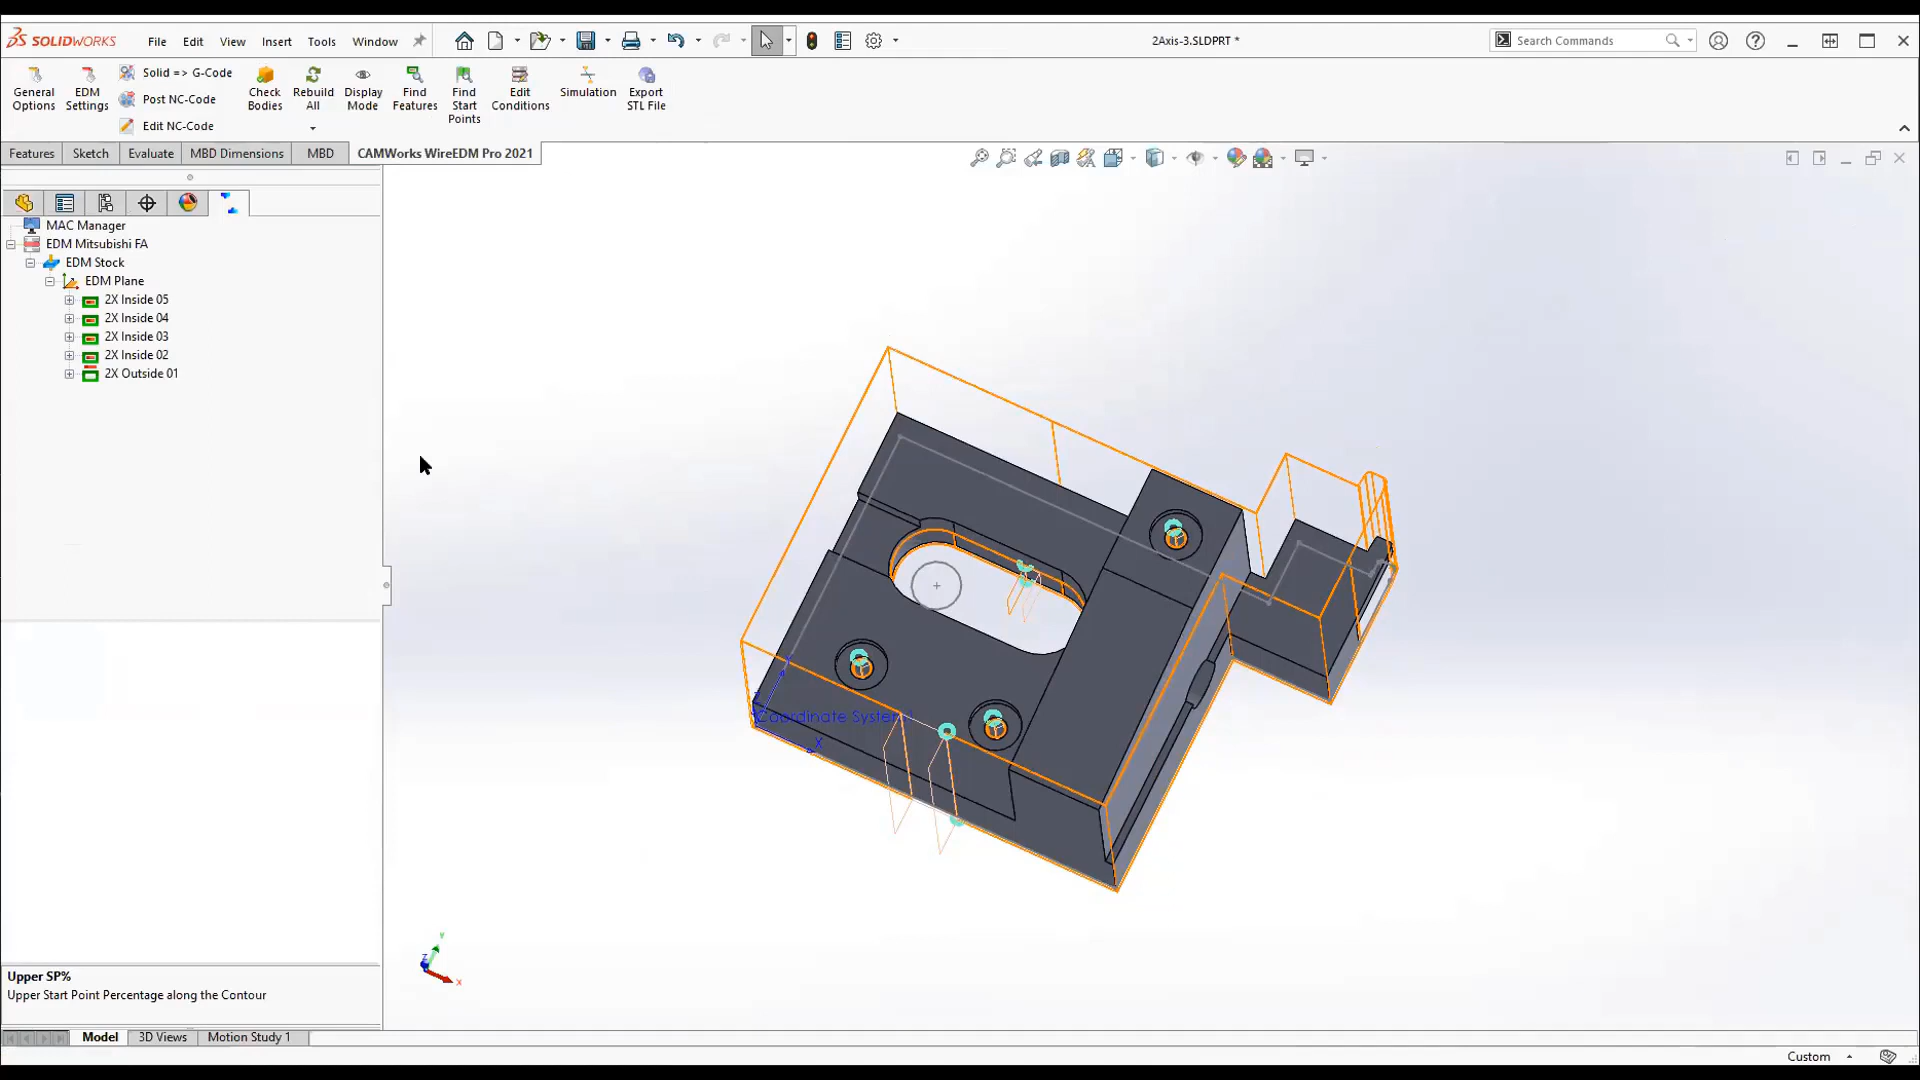 SOLIDWORKS File Edit View Insert Tools Window 2Axis-3.SLDPRT * Search Commands
General Options
EDM Settings
Solid => G-Code
Post NC-Code
Edit NC-Code
Check Bodies
Rebuild All
Display Mode
Find Features
Find Start Points
Edit Conditions
Simulation
Export STL File
Features Sketch Evaluate MBD Dimensions MBD CAMWorks WireEDM Pro 2021
MAC Manager
EDM Mitsubishi FA
EDM Stock
EDM Plane
2X Inside 05
2X Inside 04
2X Inside 03
2X Inside 02
2X Outside 01
Coordinate System
X
Y
Z
X
Upper SP%
Upper Start Point Percentage along the Contour
Model 3D Views Motion Study 1
Custom